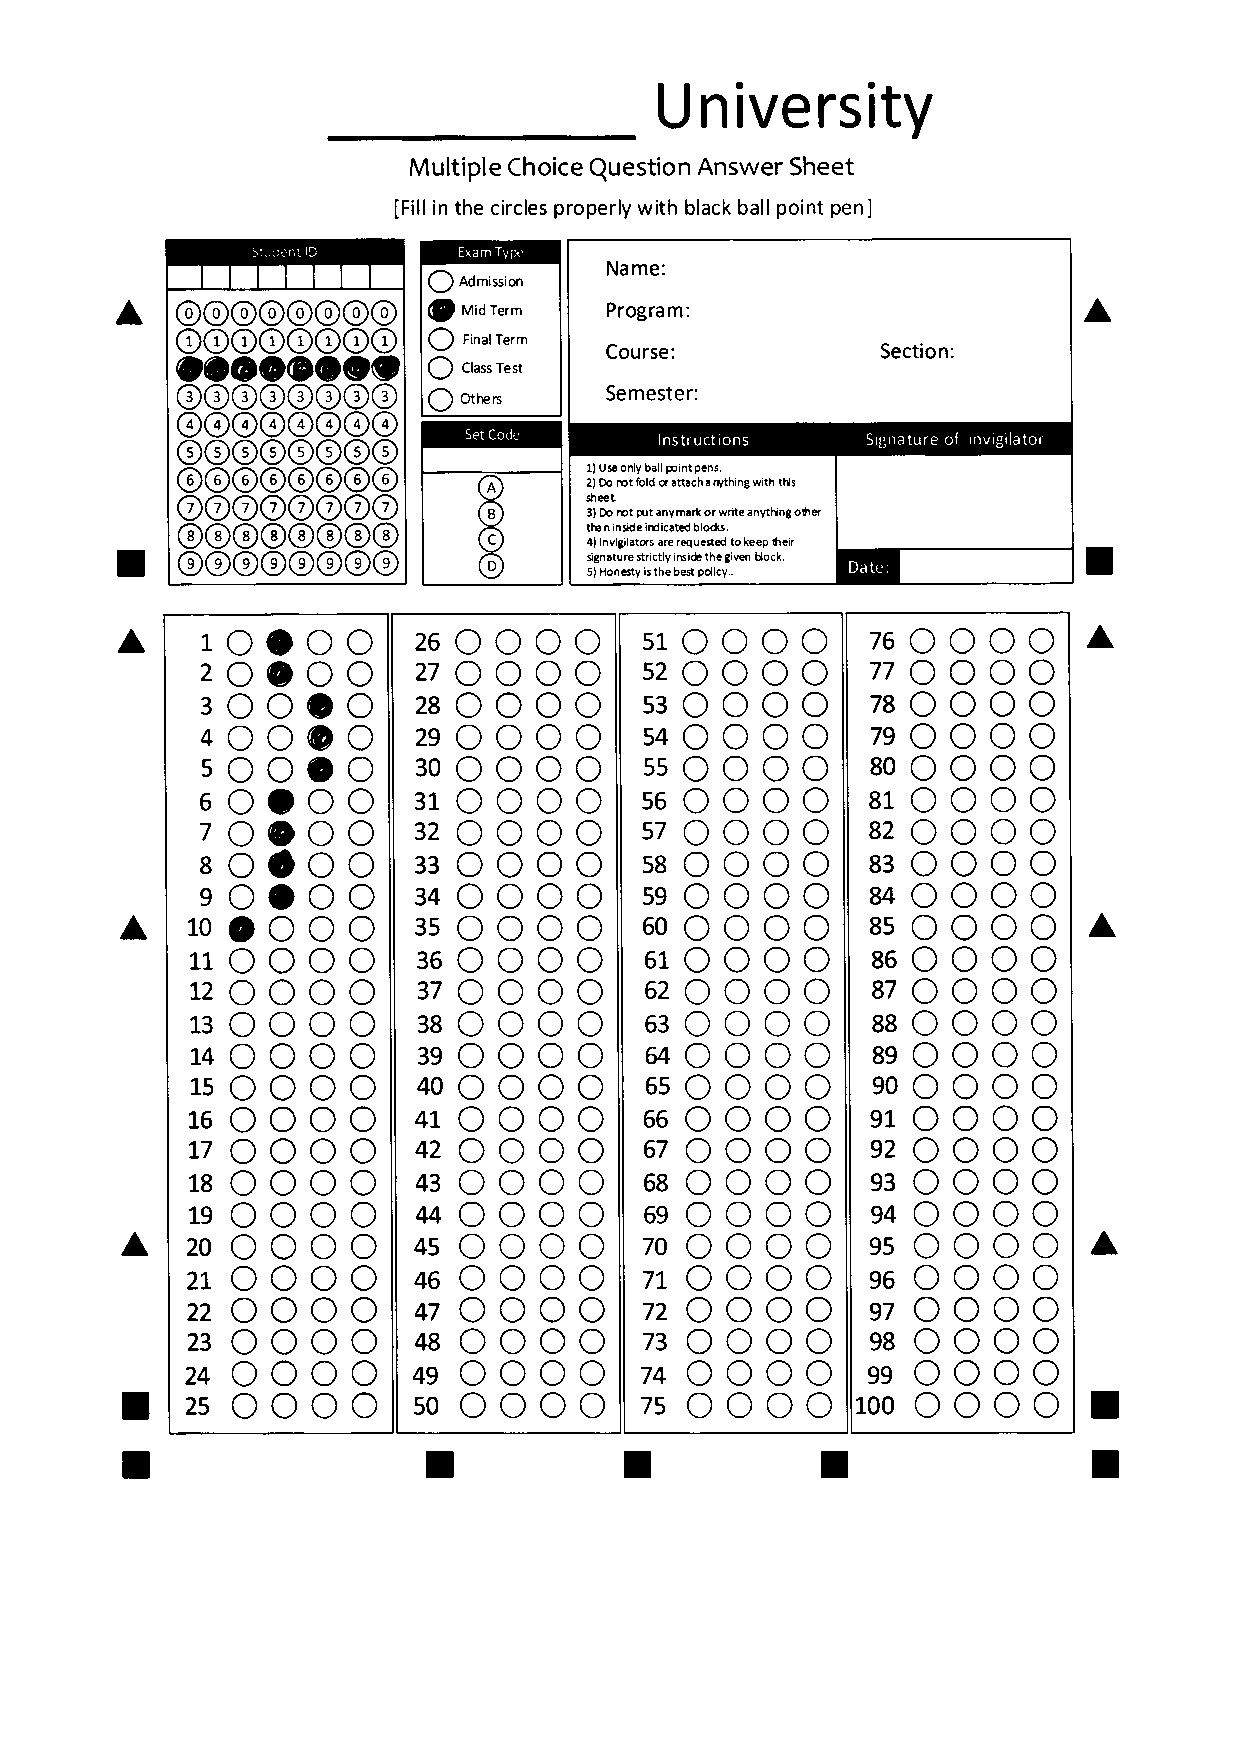 University
Multiple Choice Question Answer Sheet
[Fill in the circles properly with black ball point pen]
Student ID
0 0 0 0 0 0 0 0
1 1 1 1 1 1 1 1
3 3 3 3 3 3 3 3
4 4 4 4 4 4 4 4
5 5 5 5 5 5 5 5
6 6 6 6 6 6 6 6
7 7 7 7 7 7 7 7
8 8 8 8 8 8 8 8
9 9 9 9 9 9 9 9
Exam Type
Admission
Mid Term
Final Term
Class Test
Others
Set Code
A
B
C
D
Name:
Program:
Course: Section:
Semester:
Instructions
1) Use only ball point pens.
2) Do not fold or attach anything with this
sheet.
3) Do not put any mark or write anything other
than inside indicated blocks.
4) Invigilators are requested to keep their
signature strictly inside the given block.
5) Honesty is the best policy..
Signature of invigilator
Date:
1 26 51 76
2 27 52 77
3 28 53 78
4 29 54 79
5 30 55 80
6 31 56 81
7 32 57 82
8 33 58 83
9 34 59 84
10 35 60 85
11 36 61 86
12 37 62 87
13 38 63 88
14 39 64 89
15 40 65 90
16 41 66 91
17 42 67 92
18 43 68 93
19 44 69 94
20 45 70 95
21 46 71 96
22 47 72 97
23 48 73 98
24 49 74 99
25 50 75 100